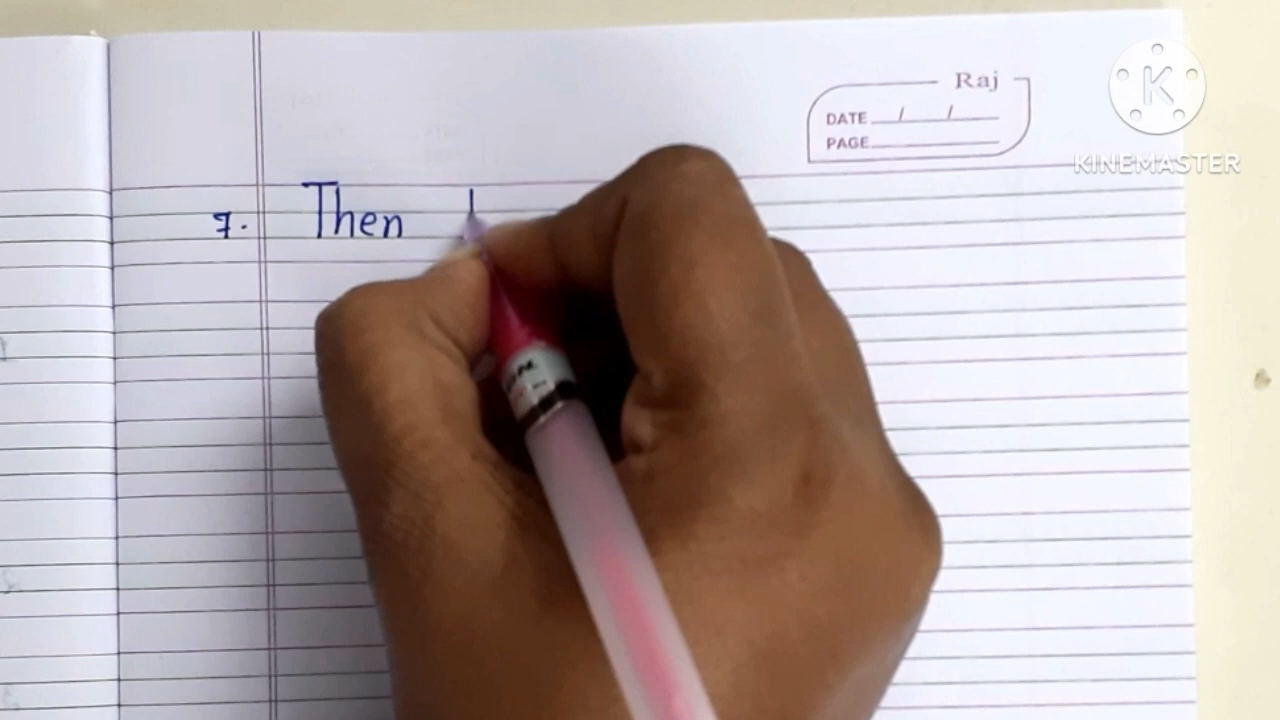 Raj
DATE / /
PAGE
KINEMASTER
7. Then